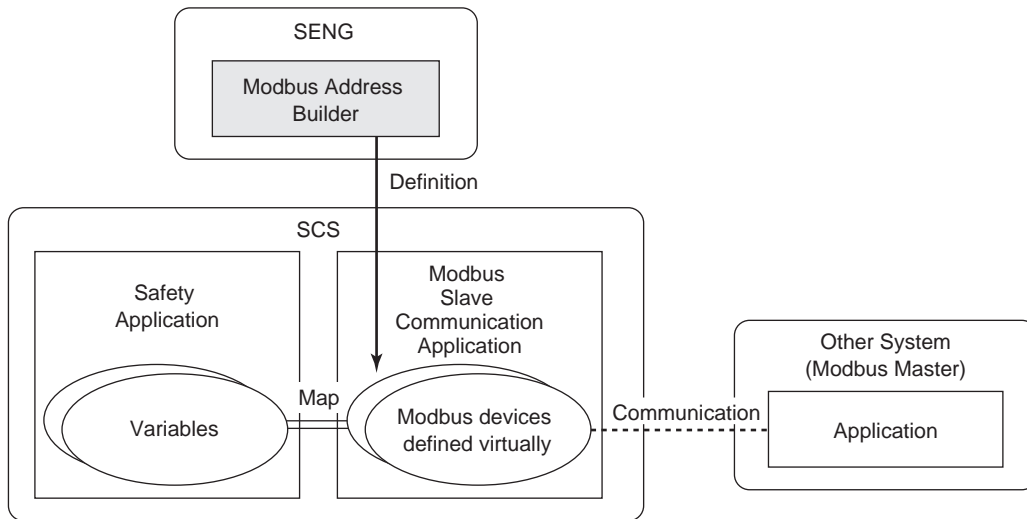 SENG
Modbus Address
Builder
Definition
SCS
Safety
Application
Modbus
Slave
Communication
Application
Variables
Map
Modbus devices
defined virtually
Communication
Other System
(Modbus Master)
Application